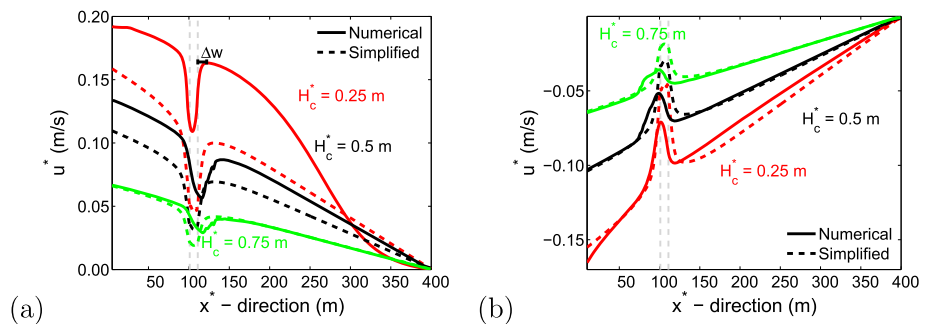 0.20
0.15
0.10
0.05
0.00
u* (m/s)
Numerical
Simplified
Δw
H*c = 0.25 m
H*c = 0.5 m
H*c = 0.75 m
50 100 150 200 250 300 350 400
x* − direction (m)
(a)
−0.05
−0.10
−0.15
u* (m/s)
H*c = 0.75 m
H*c = 0.5 m
H*c = 0.25 m
Numerical
Simplified
50 100 150 200 250 300 350 400
x* − direction (m)
(b)